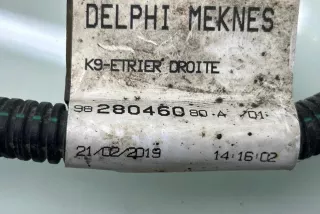 DELPHI MEKNES
K9-ETRIER DROITE
98 280460 80-A /01
21/02/2019 14:16:02